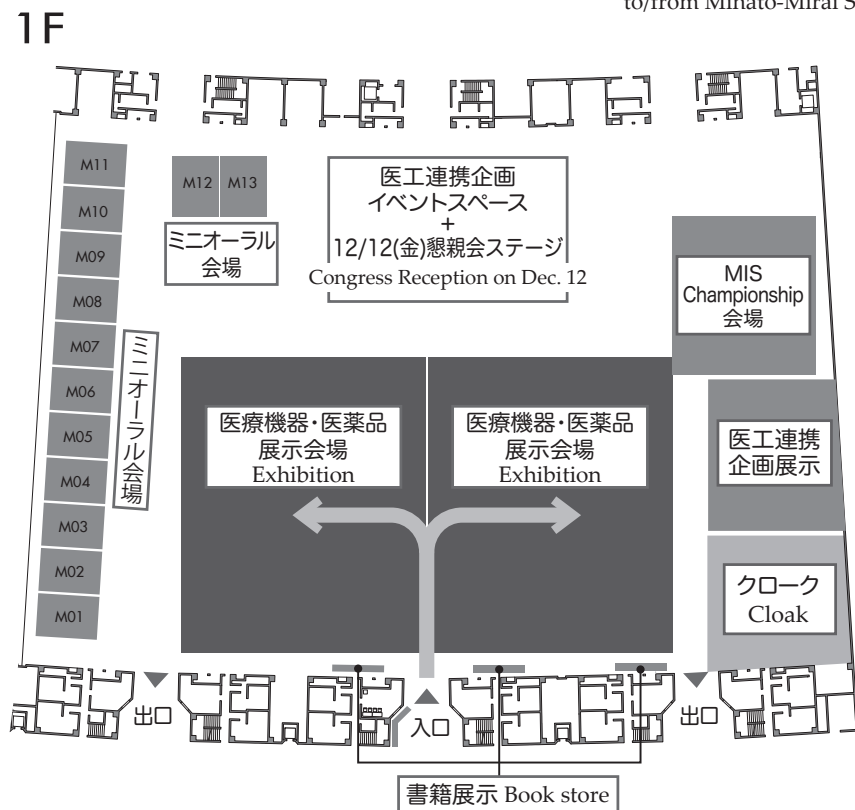 to/from Minato-Mirai S
1F
M11
M10
M09
M08
M07
M06
M05
M04
M03
M02
M01
ミニオーラル会場
M12
M13
ミニオーラル
会場
医工連携企画
イベントスペース
+
12/12(金)懇親会ステージ
Congress Reception on Dec. 12
MIS
Championship
会場
医療機器・医薬品
展示会場
Exhibition
医療機器・医薬品
展示会場
Exhibition
医工連携
企画展示
クローク
Cloak
出口
入口
出口
書籍展示 Book store